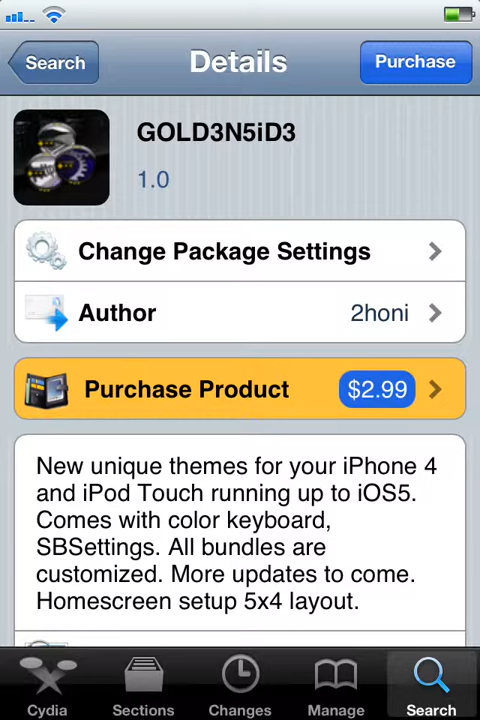 Search
Details
Purchase
GOLD3N5iD3
1.0
Change Package Settings
Author
2honi
Purchase Product
$2.99
New unique themes for your iPhone 4
and iPod Touch running up to iOS5.
Comes with color keyboard,
SBSettings. All bundles are
customized. More updates to come.
Homescreen setup 5x4 layout.
Cydia
Sections
Changes
Manage
Search